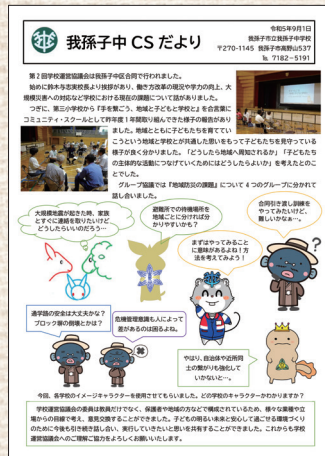 令和5年9月1日
我孫子中 CSだより
我孫子市立我孫子中学校
〒270-1145 我孫子市高野山537
℡ 7182-5191
第2回学校運営協議会は我孫子中区合同で行われました。
始めに鈴木与志実校長より挨拶があり、働き方改革の現況や学力の向上、大
規模災害への対応など学校における現在の課題について話がありました。
つぎに、第三小学校から『手を繋ごう、地域と子どもと学校と』を合言葉に
コミュニティ・スクールとして昨年度1年間取り組んできた様子の報告があり
ました。地域とともに子どもたちを育ててい
こうという地域と学校とが共通した思いをもって子どもたちを見守っている
様子が良く分かりました。「どうしたら地域へ周知されるか」「子どもたち
の主体的な活動につなげていくためにはどうしたらよいか」を考えたとのこ
とでした。
グループ協議では『地域防災の課題』について4つのグループに分かれて
話し合いました。
大規模地震が起きた時、家族
とすぐに連絡を取りたいけど
どうしたらいいのだろう…
避難所での待機場所を
地域ごとに分ければ分
かりやすいかも？
合同引き渡し訓練を
やってみたいけど、
難しいかなぁ…。
まずはやってみること
に意味があるよね！方
法を考えてみよう！
通学路の安全は大丈夫かな？
ブロック塀の倒壊とかは？
危機管理意識も人によって
差があるのは困るよね。
やはり、自治体や近所同
士の繋がりも強化して
いかないと…。
今回、各学校のイメージキャラクターを使用させてもらいました。どの学校のキャラクターかわかりますか？
学校運営協議会の委員は教員だけでなく、保護者や地域の方などで構成されているため、様々な業種や立
場からの目線で考え、意見交換することができました。子どもの明るい未来と安心して過ごせる環境づくり
のために今後も引き続き話し合い、実行していきたいと思いを共有することができました。これからも学校
運営協議会へのご理解ご協力をよろしくお願いいたします。